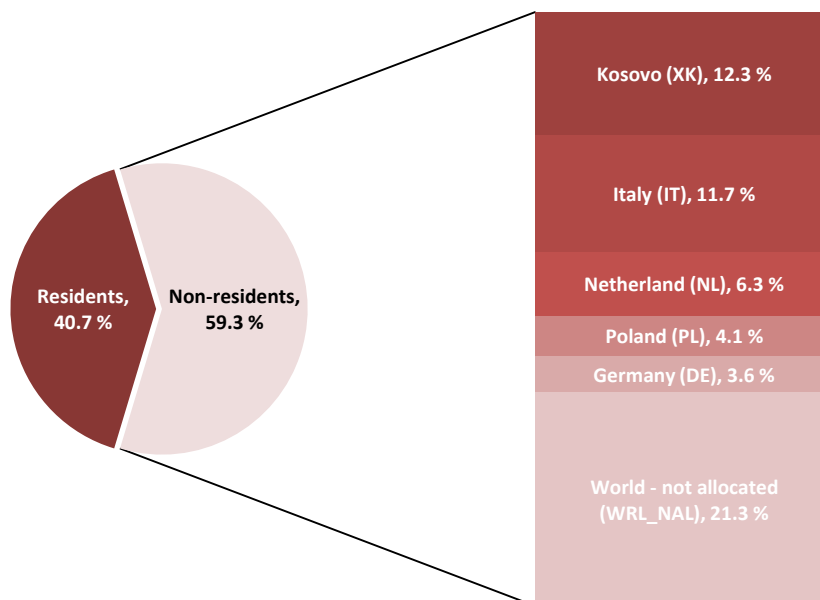 Kosovo (XK), 12.3 %
Italy (IT), 11.7 %
Netherland (NL), 6.3 %
Poland (PL), 4.1 %
Germany (DE), 3.6 %
World - not allocated
(WRL_NAL), 21.3 %
Residents,
40.7 %
Non-residents,
59.3 %